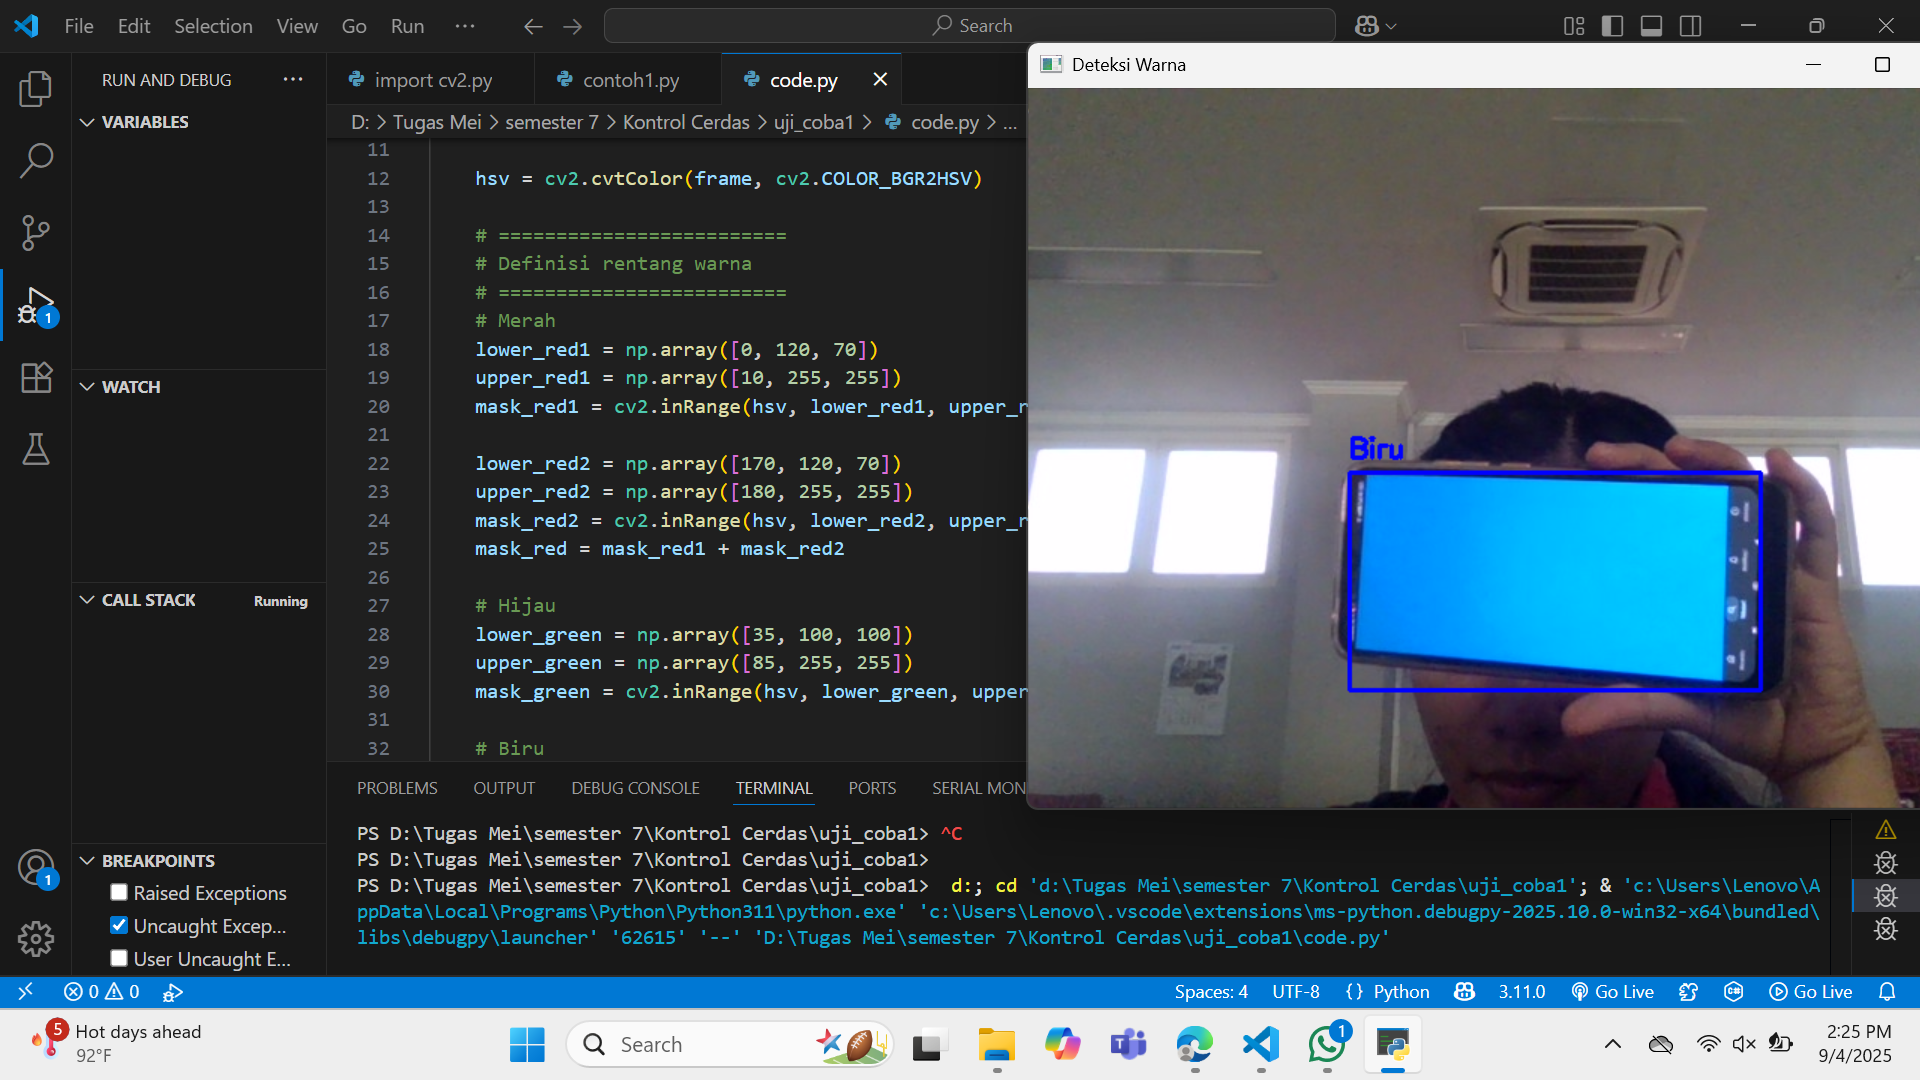 File Edit Selection View Go Run ···
Search
RUN AND DEBUG ···
VARIABLES
WATCH
CALL STACK Running
BREAKPOINTS
Raised Exceptions
Uncaught Excep...
User Uncaught E...
1
1
import cv2.py contoh1.py code.py
D: > Tugas Mei > semester 7 > Kontrol Cerdas > uji_coba1 > code.py > ...
11
12 hsv = cv2.cvtColor(frame, cv2.COLOR_BGR2HSV)
13
14 # =========================
15 # Definisi rentang warna
16 # =========================
17 # Merah
18 lower_red1 = np.array([0, 120, 70])
19 upper_red1 = np.array([10, 255, 255])
20 mask_red1 = cv2.inRange(hsv, lower_red1, upper_r
21
22 lower_red2 = np.array([170, 120, 70])
23 upper_red2 = np.array([180, 255, 255])
24 mask_red2 = cv2.inRange(hsv, lower_red2, upper_r
25 mask_red = mask_red1 + mask_red2
26
27 # Hijau
28 lower_green = np.array([35, 100, 100])
29 upper_green = np.array([85, 255, 255])
30 mask_green = cv2.inRange(hsv, lower_green, upper
31
32 # Biru
Deteksi Warna
Biru
PROBLEMS OUTPUT DEBUG CONSOLE TERMINAL PORTS SERIAL MON
PS D:\Tugas Mei\semester 7\Kontrol Cerdas\uji_coba1> ^C
PS D:\Tugas Mei\semester 7\Kontrol Cerdas\uji_coba1>
PS D:\Tugas Mei\semester 7\Kontrol Cerdas\uji_coba1> d:; cd 'd:\Tugas Mei\semester 7\Kontrol Cerdas\uji_coba1'; & 'c:\Users\Lenovo\A
ppData\Local\Programs\Python\Python311\python.exe' 'c:\Users\Lenovo\.vscode\extensions\ms-python.debugpy-2025.10.0-win32-x64\bundled\
libs\debugpy\launcher' '62615' '--' 'D:\Tugas Mei\semester 7\Kontrol Cerdas\uji_coba1\code.py'
0 0 Spaces: 4 UTF-8 {} Python 3.11.0 Go Live Go Live
5 Hot days ahead
92°F
Search
1
2:25 PM
9/4/2025